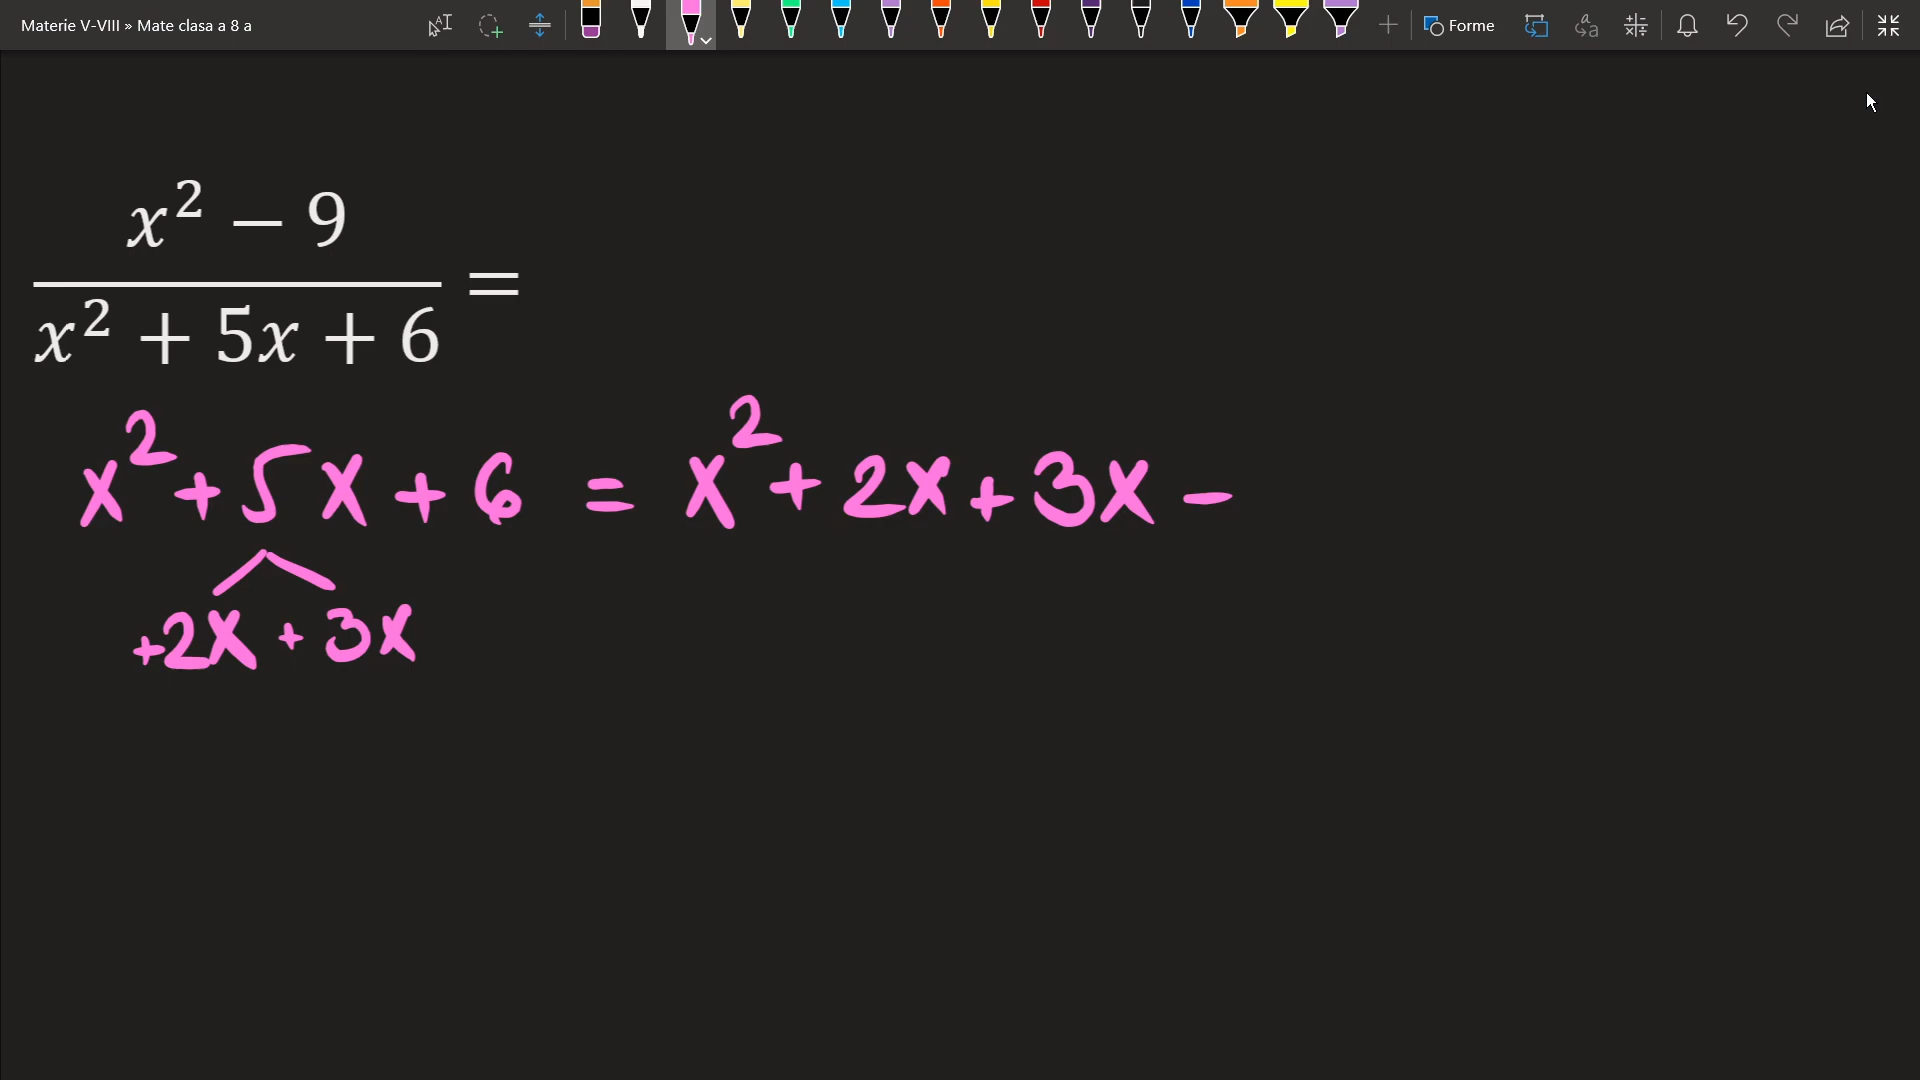 Materie V-VIII » Mate clasa a 8 a
Forme
x² − 9
x² + 5x + 6 =
x² + 5x + 6 = x² + 2x + 3x −
+2x + 3x